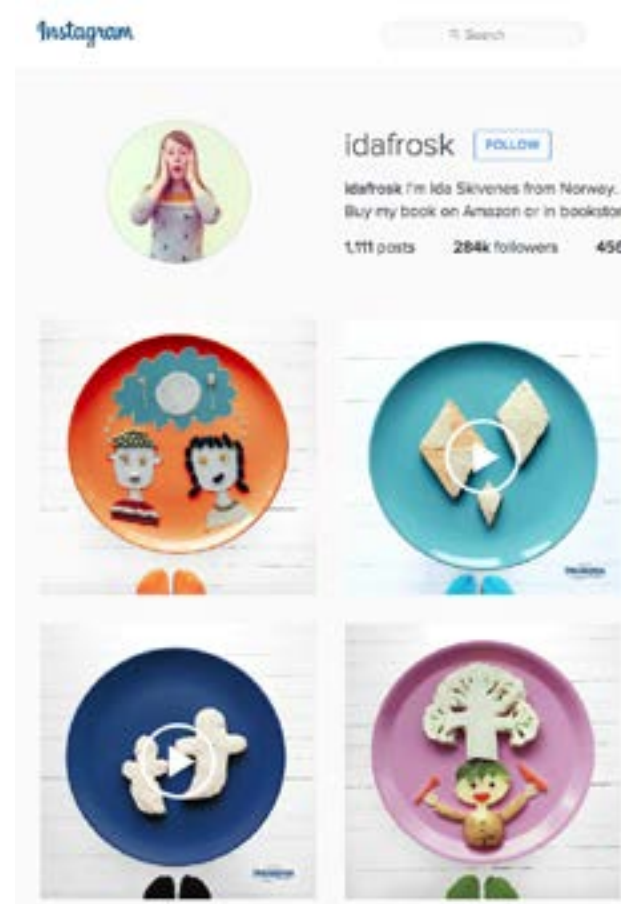 Instagram
Search
idafrosk FOLLOW
idafrosk I'm Ida Skivenes from Norway.
Buy my book on Amazon or in bookstor
1,111 posts 284k followers 456